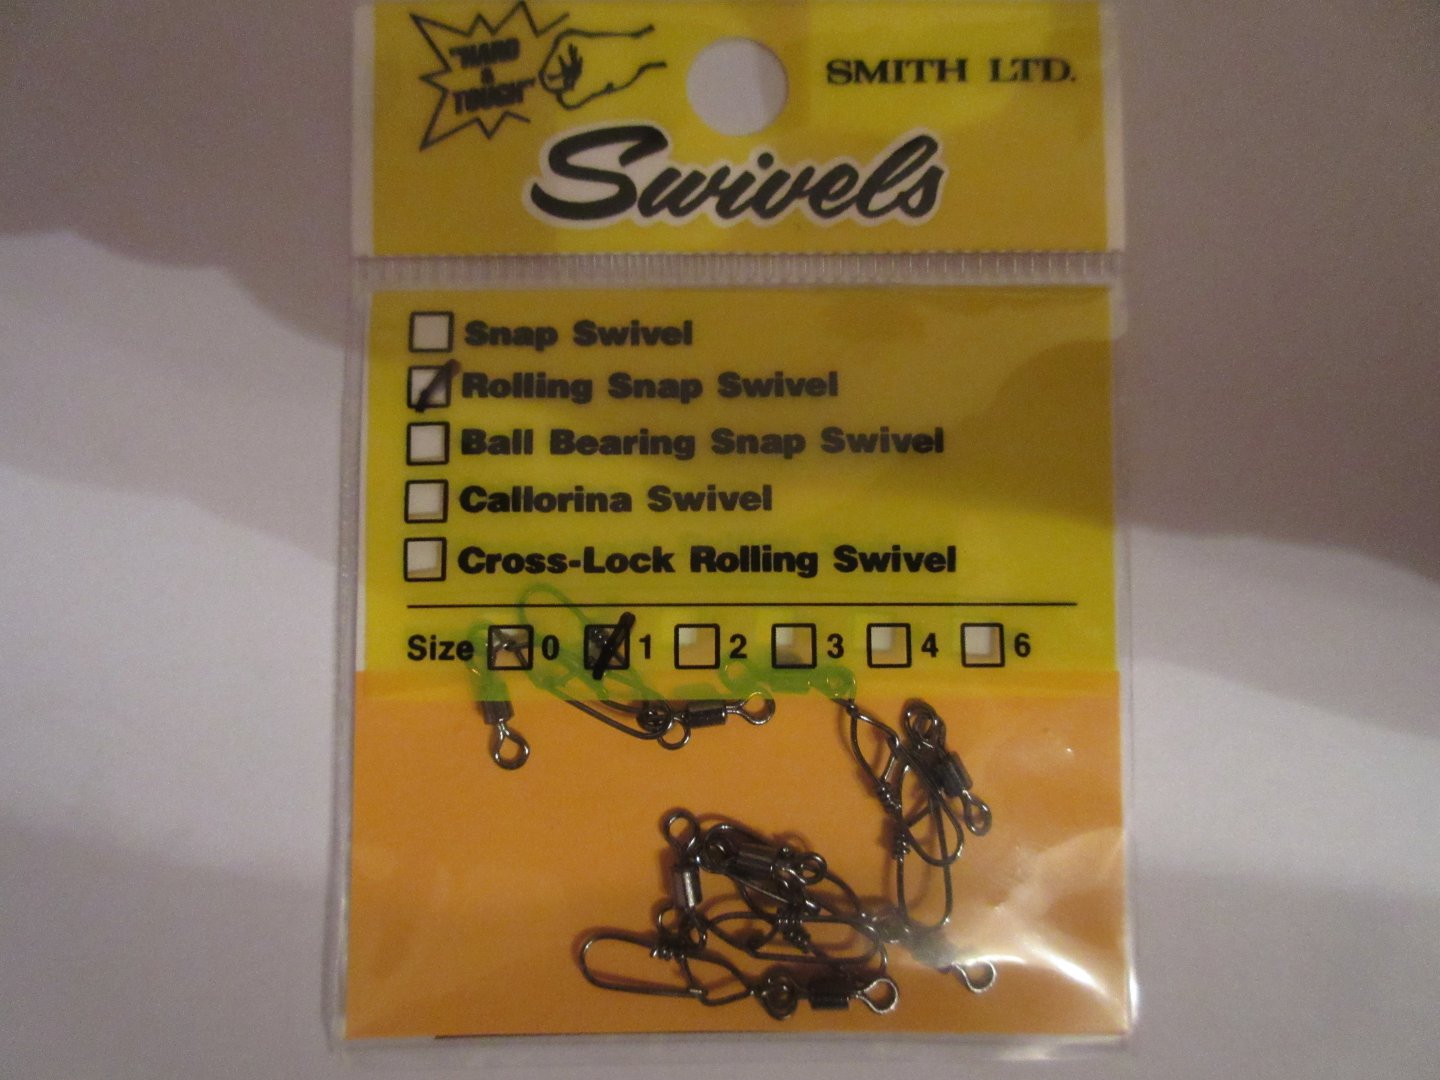 "HARD
&
TOUGH"
SMITH LTD.
Swivels
Snap Swivel
Rolling Snap Swivel
Ball Bearing Snap Swivel
Callorina Swivel
Cross-Lock Rolling Swivel
Size 0 1 2 3 4 6